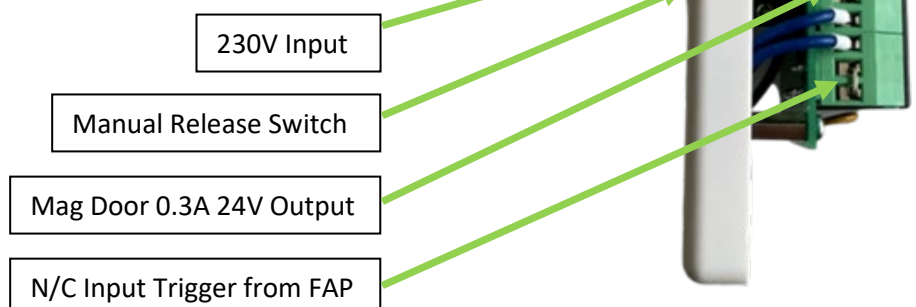 230V Input
Manual Release Switch
Mag Door 0.3A 24V Output
N/C Input Trigger from FAP